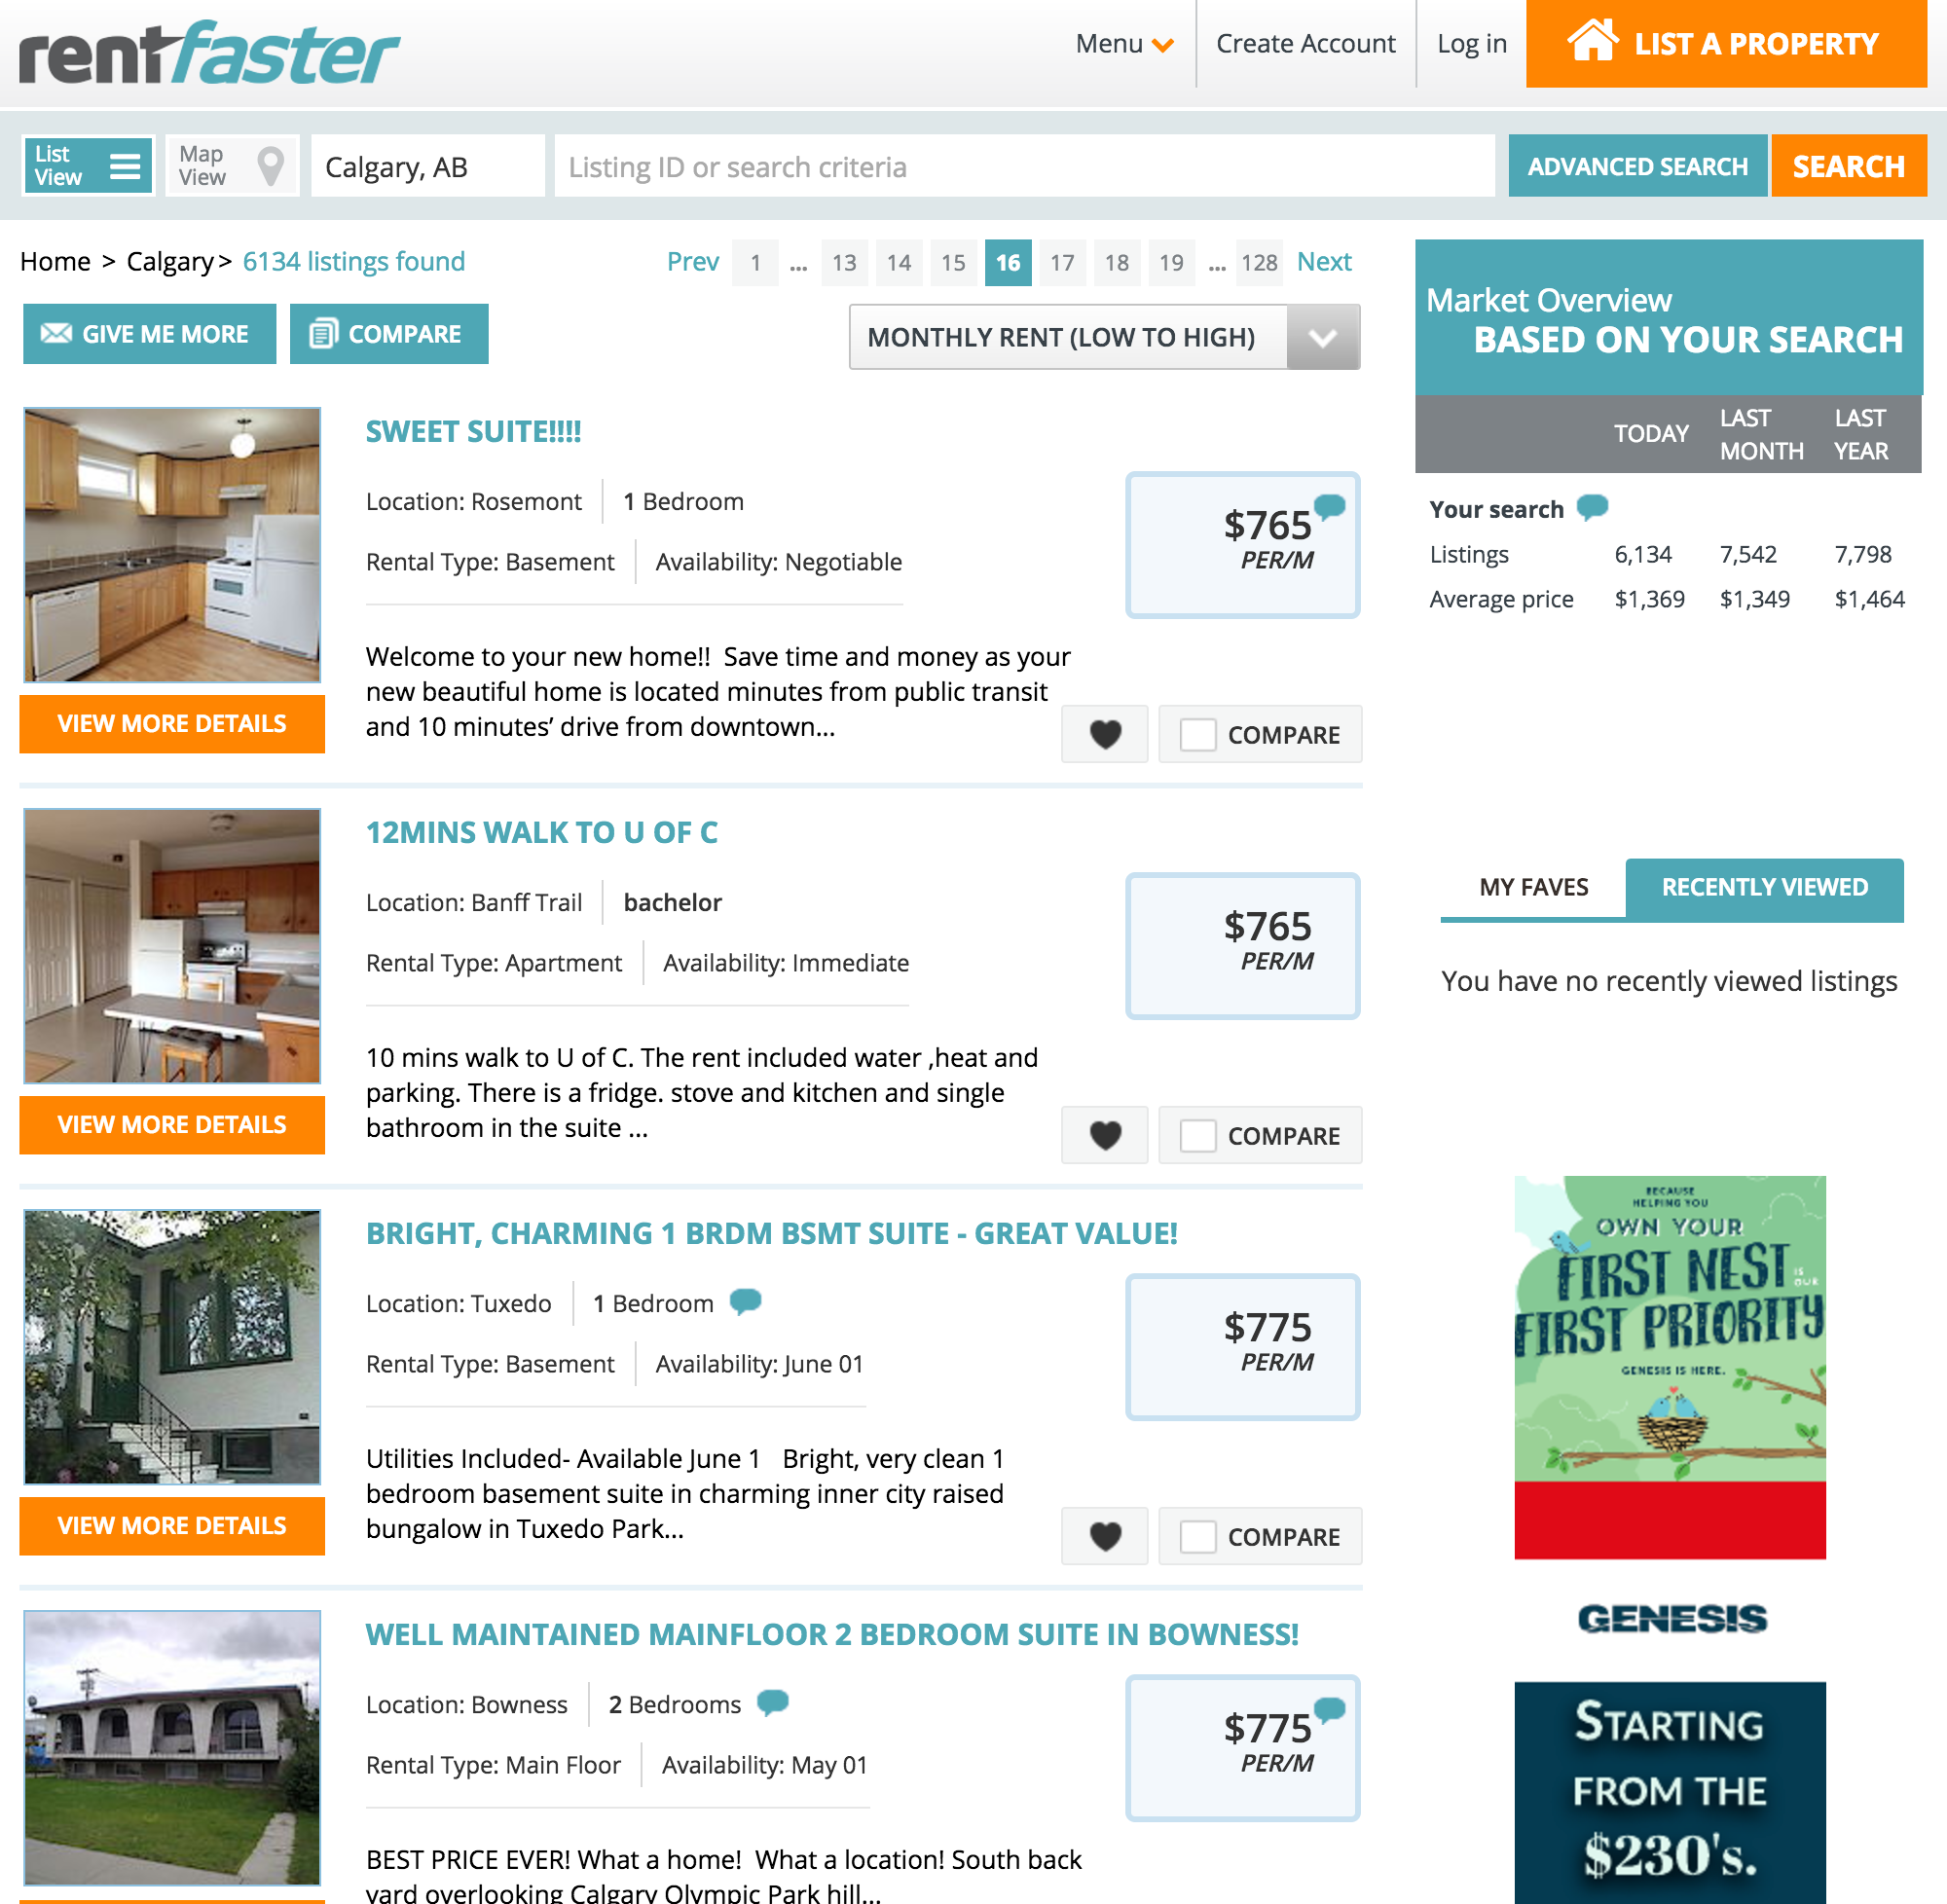 rentfaster
Menu
Create Account
Log in
LIST A PROPERTY
List
View
Map
View
Calgary, AB
Listing ID or search criteria
ADVANCED SEARCH
SEARCH
Home > Calgary > 6134 listings found
Prev 1 ... 13 14 15 16 17 18 19 ... 128 Next
GIVE ME MORE
COMPARE
MONTHLY RENT (LOW TO HIGH)
SWEET SUITE!!!!
Location: Rosemont 1 Bedroom
Rental Type: Basement Availability: Negotiable
$765
PER/M
Welcome to your new home!! Save time and money as your
new beautiful home is located minutes from public transit
and 10 minutes’ drive from downtown...
VIEW MORE DETAILS
COMPARE
12MINS WALK TO U OF C
Location: Banff Trail bachelor
Rental Type: Apartment Availability: Immediate
$765
PER/M
10 mins walk to U of C. The rent included water ,heat and
parking. There is a fridge. stove and kitchen and single
bathroom in the suite ...
VIEW MORE DETAILS
COMPARE
BRIGHT, CHARMING 1 BRDM BSMT SUITE - GREAT VALUE!
Location: Tuxedo 1 Bedroom
Rental Type: Basement Availability: June 01
$775
PER/M
Utilities Included- Available June 1 Bright, very clean 1
bedroom basement suite in charming inner city raised
bungalow in Tuxedo Park...
VIEW MORE DETAILS
COMPARE
WELL MAINTAINED MAINFLOOR 2 BEDROOM SUITE IN BOWNESS!
Location: Bowness 2 Bedrooms
Rental Type: Main Floor Availability: May 01
$775
PER/M
BEST PRICE EVER! What a home! What a location! South back
yard overlooking Calgary Olympic Park hill...
Market Overview
BASED ON YOUR SEARCH
TODAY LAST MONTH LAST YEAR
Your search
Listings 6,134 7,542 7,798
Average price $1,369 $1,349 $1,464
MY FAVES
RECENTLY VIEWED
You have no recently viewed listings
BECAUSE
HELPING YOU
OWN YOUR
FIRST NEST
IS OUR
FIRST PRIORITY
GENESIS IS HERE.
GENESIS
STARTING
FROM THE
$230's.